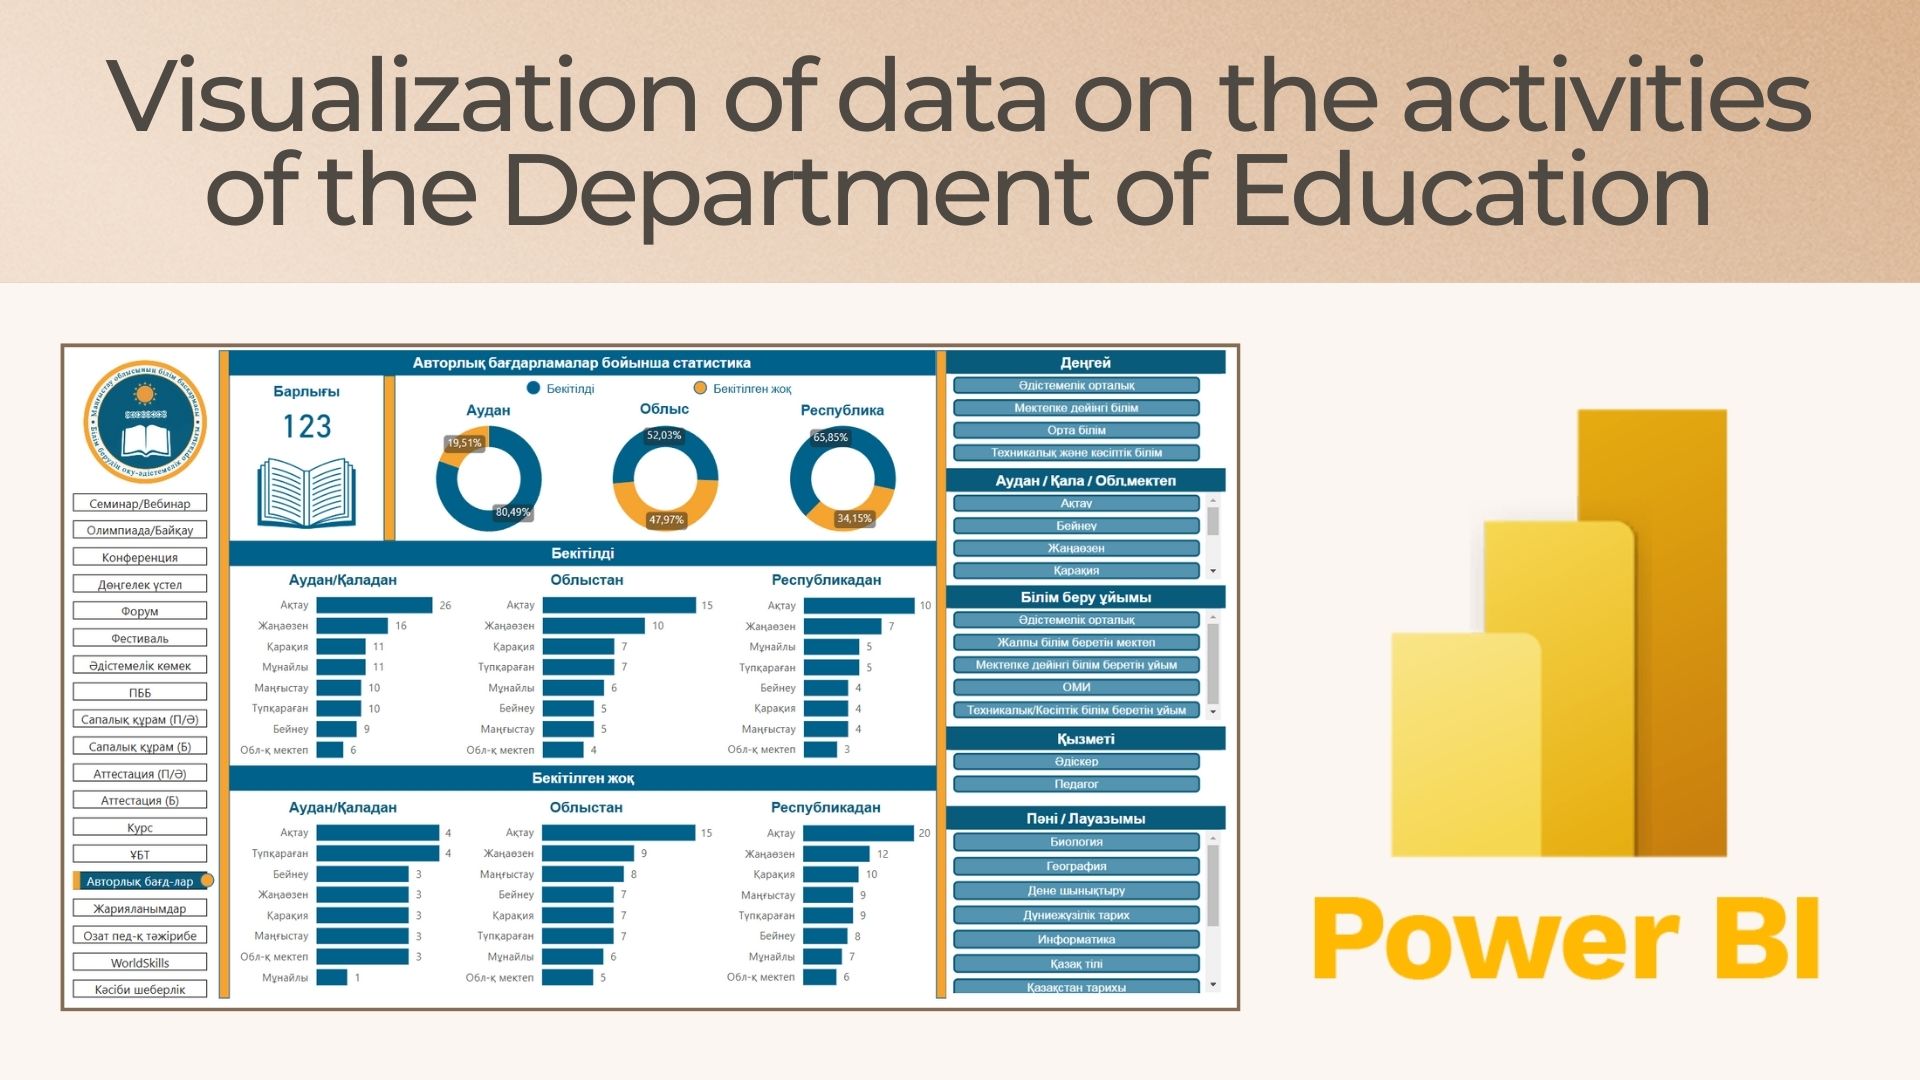 Visualization of data on the activities
of the Department of Education
Маңғыстау облысының білім басқармасы
Білім берудің оқу-әдістемелік орталығы
Семинар/Вебинар
Олимпиада/Байқау
Конференция
Дөңгелек үстел
Форум
Фестиваль
Әдістемелік көмек
ПББ
Сапалық құрам (П/Ә)
Сапалық құрам (Б)
Аттестация (П/Ә)
Аттестация (Б)
Курс
ҰБТ
Авторлық бағд-лар
Жарияланымдар
Озат пед-қ тәжірибе
WorldSkills
Кәсіби шеберлік
Авторлық бағдарламалар бойынша статистика
Барлығы
123
Бекітілді
Бекітілген жоқ
Аудан
19,51%
80,49%
Облыс
52,03%
47,97%
Республика
65,85%
34,15%
Бекітілді
Аудан/Қаладан
Ақтау 26
Жаңаөзен 16
Қарақия 11
Мұнайлы 11
Маңғыстау 10
Түпқараған 10
Бейнеу 9
Обл-қ мектеп 6
Облыстан
Ақтау 15
Жаңаөзен 10
Қарақия 7
Түпқараған 7
Мұнайлы 6
Бейнеу 5
Маңғыстау 5
Обл-қ мектеп 4
Республикадан
Ақтау 10
Жаңаөзен 7
Мұнайлы 5
Түпқараған 5
Бейнеу 4
Қарақия 4
Маңғыстау 4
Обл-қ мектеп 3
Бекітілген жоқ
Аудан/Қаладан
Ақтау 4
Түпқараған 4
Бейнеу 3
Жаңаөзен 3
Қарақия 3
Маңғыстау 3
Обл-қ мектеп 3
Мұнайлы 1
Облыстан
Ақтау 15
Жаңаөзен 9
Маңғыстау 8
Бейнеу 7
Қарақия 7
Түпқараған 7
Мұнайлы 6
Обл-қ мектеп 5
Республикадан
Ақтау 20
Жаңаөзен 12
Қарақия 10
Маңғыстау 9
Түпқараған 9
Бейнеу 8
Мұнайлы 7
Обл-қ мектеп 6
Деңгей
Әдістемелік орталық
Мектепке дейінгі білім
Орта білім
Техникалық және кәсіптік білім
Аудан / Қала / Обл.мектеп
Ақтау
Бейнеу
Жаңаөзен
Қарақия
Білім беру ұйымы
Әдістемелік орталық
Жалпы білім беретін мектеп
Мектепке дейінгі білім беретін ұйым
ОМИ
Техникалық/Кәсіптік білім беретін ұйым
Қызметі
Әдіскер
Педагог
Пәні / Лауазымы
Биология
География
Дене шынықтыру
Дүниежүзілік тарих
Информатика
Қазақ тілі
Қазақстан тарихы
Power BI